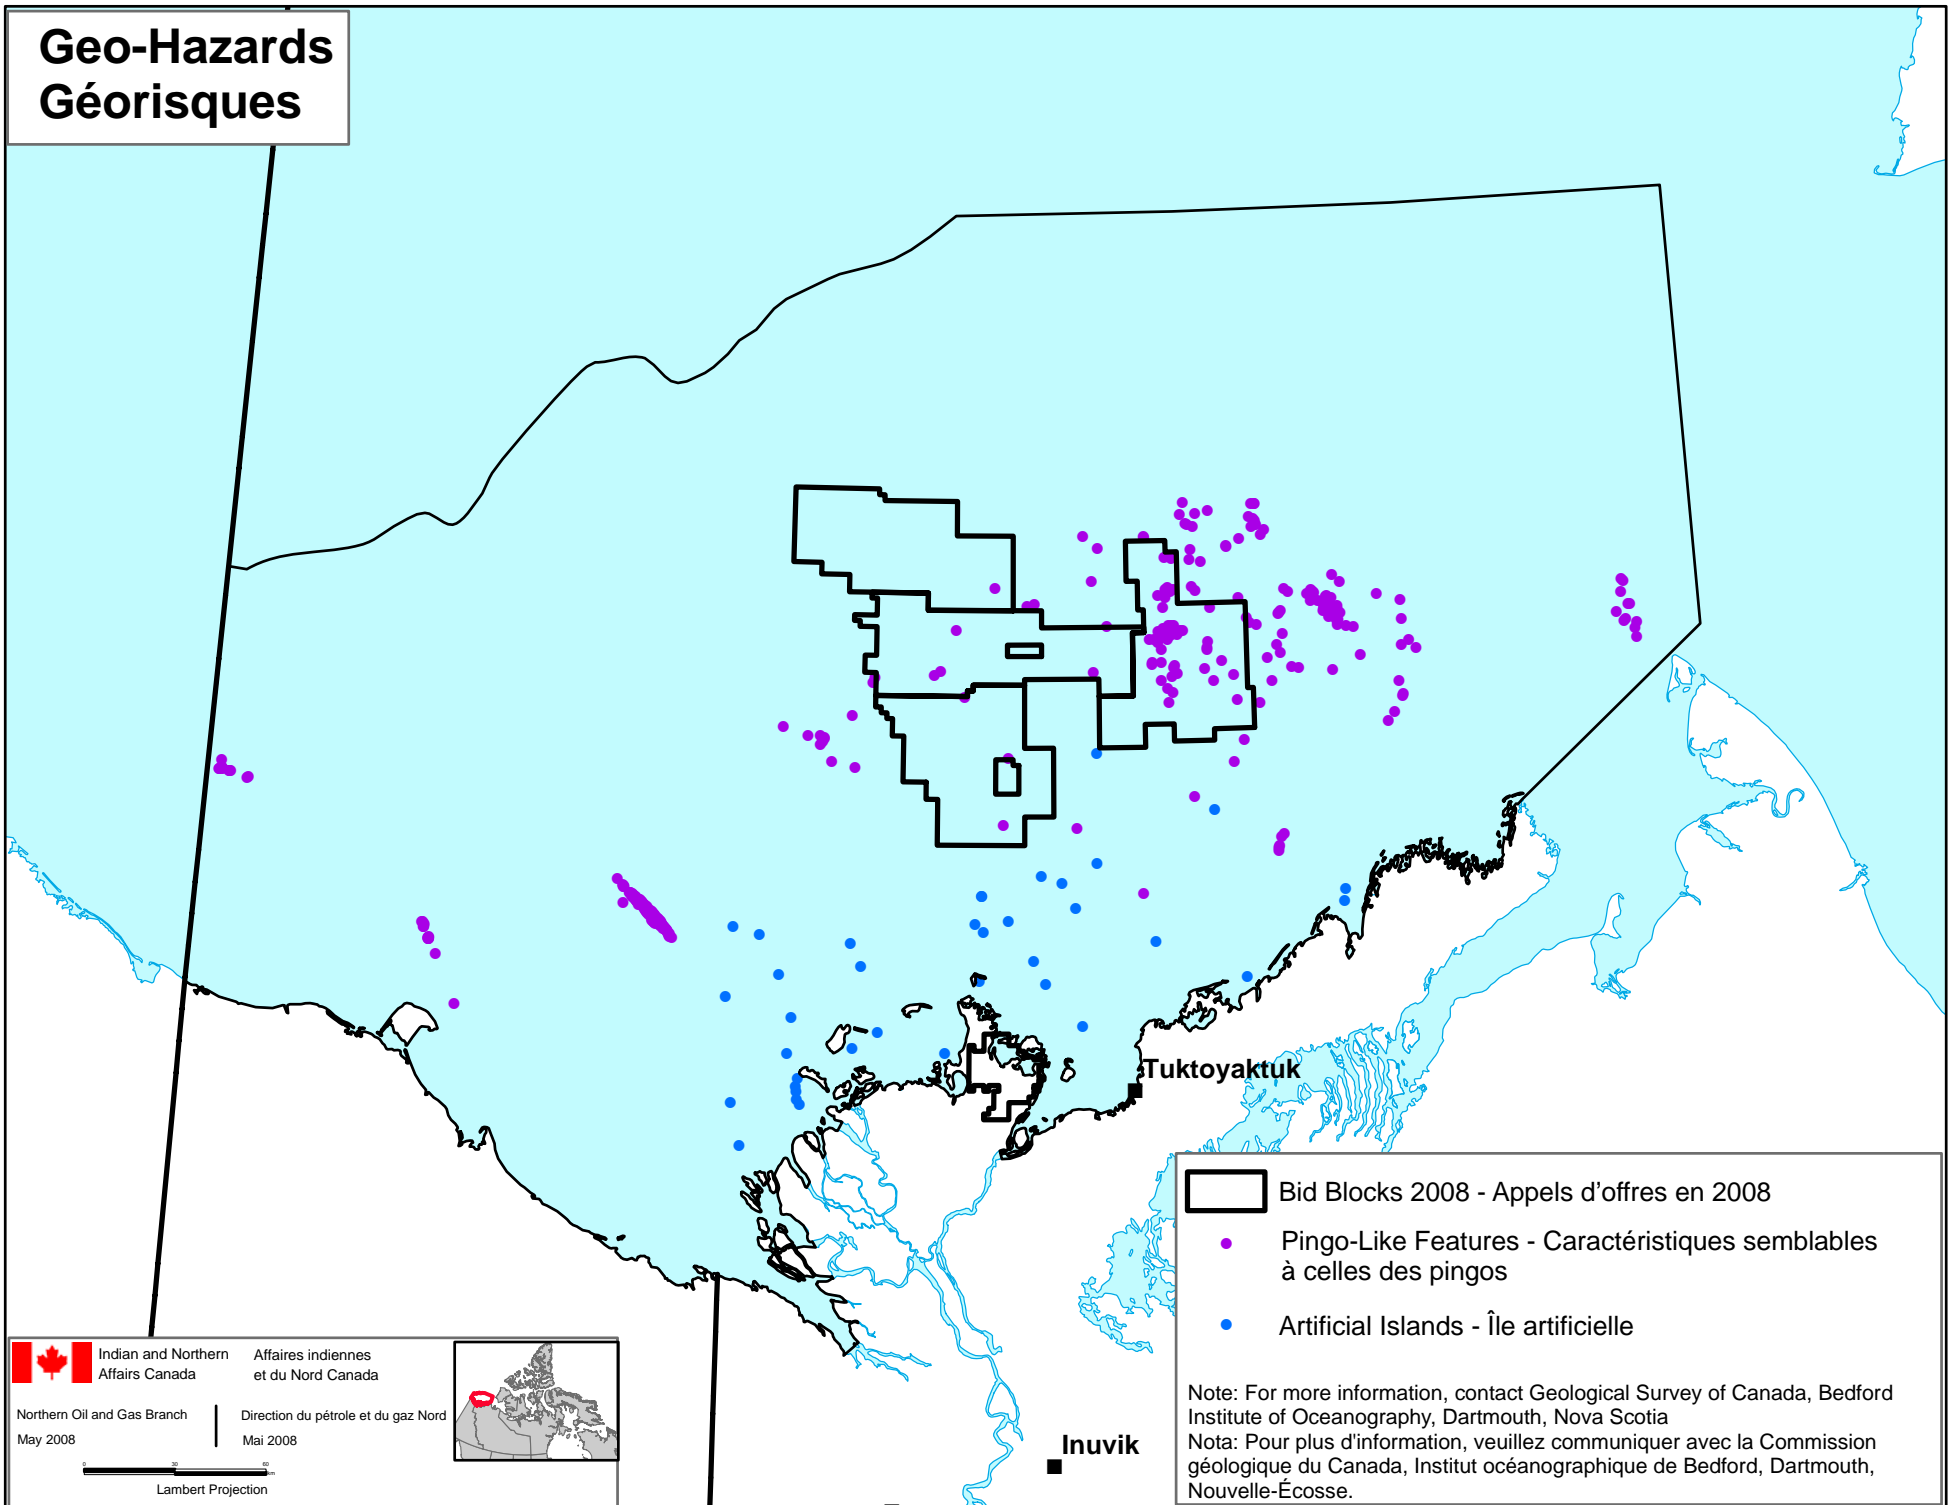 Geo-Hazards
Géorisques
Tuktoyaktuk
Inuvik
Bid Blocks 2008 - Appels d'offres en 2008
Pingo-Like Features - Caractéristiques semblables
à celles des pingos
Artificial Islands - Île artificielle
Note: For more information, contact Geological Survey of Canada, Bedford
Institute of Oceanography, Dartmouth, Nova Scotia
Nota: Pour plus d'information, veuillez communiquer avec la Commission
géologique du Canada, Institut océanographique de Bedford, Dartmouth,
Nouvelle-Écosse.
Indian and Northern
Affairs Canada
Affaires indiennes
et du Nord Canada
Northern Oil and Gas Branch
May 2008
Direction du pétrole et du gaz Nord
Mai 2008
0 30 60
km
Lambert Projection